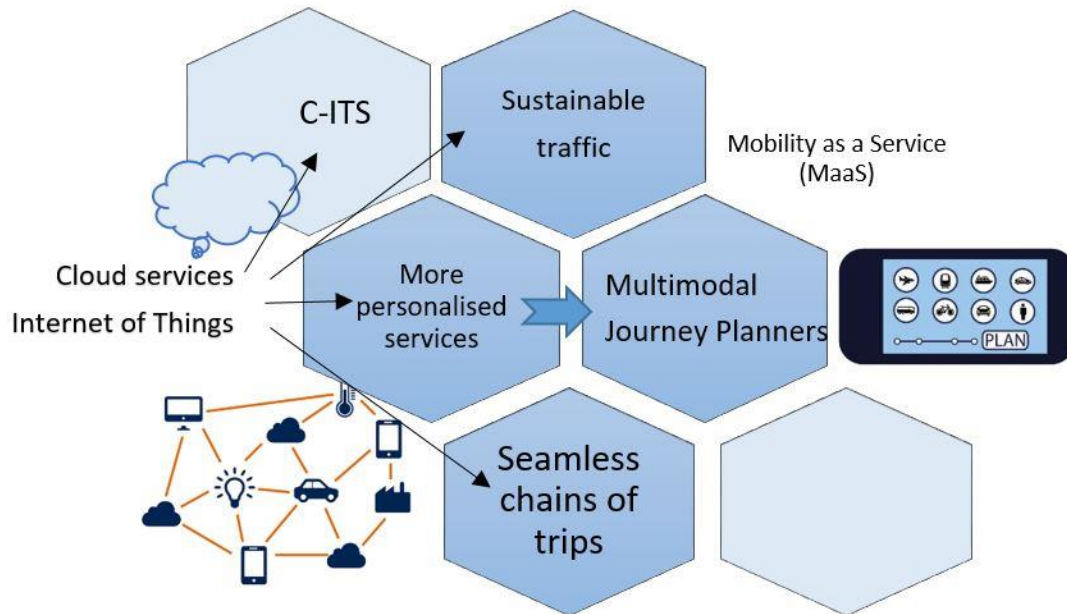 C-ITS
Sustainable
traffic
Mobility as a Service
(MaaS)
Cloud services
Internet of Things
More
personalised
services
Multimodal
Journey Planners
PLAN
Seamless
chains of
trips